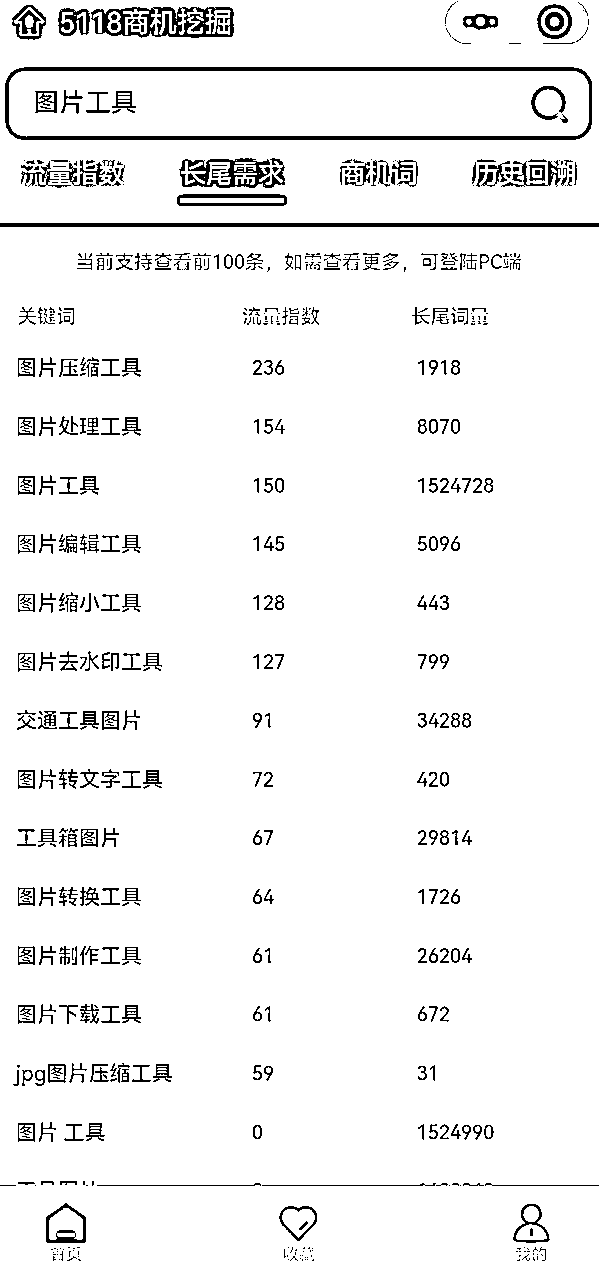 5118商机挖掘
图片工具
流量指数 长尾需求 商机词 历史回溯
当前支持查看前100条，如需查看更多，可登陆PC端
关键词 流量指数 长尾词量
图片压缩工具 236 1918
图片处理工具 154 8070
图片工具 150 1524728
图片编辑工具 145 5096
图片缩小工具 128 443
图片去水印工具 127 799
交通工具图片 91 34288
图片转文字工具 72 420
工具箱图片 67 29814
图片转换工具 64 1726
图片制作工具 61 26204
图片下载工具 61 672
jpg图片压缩工具 59 31
图片 工具 0 1524990
首页 收藏 我的